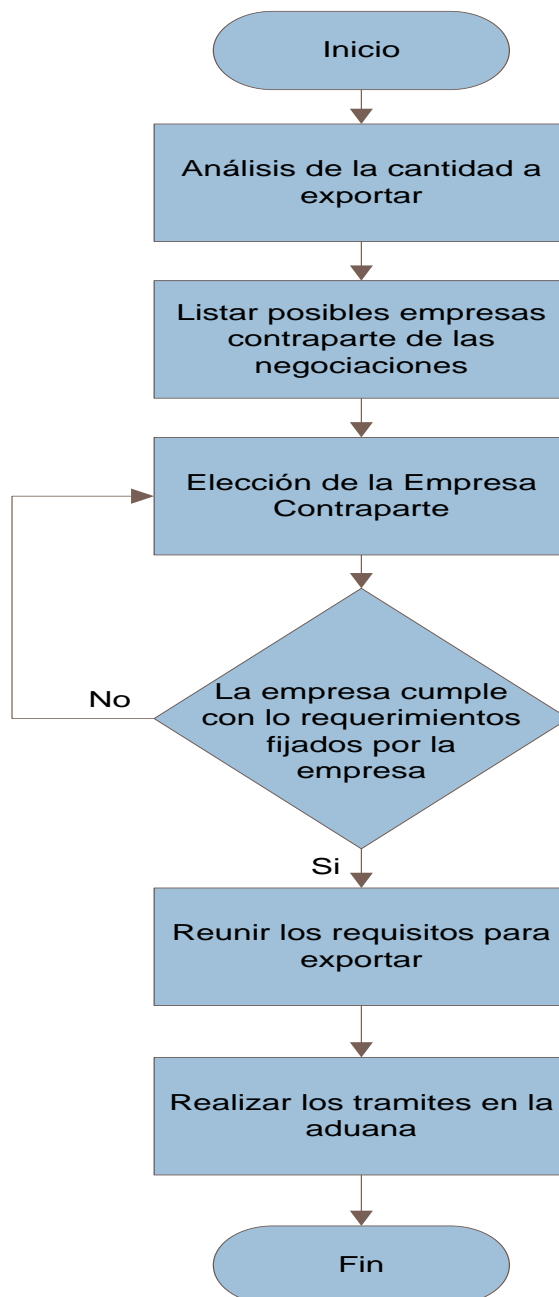 Inicio
Análisis de la cantidad a
exportar
Listar posibles empresas
contraparte de las
negociaciones
Elección de la Empresa
Contraparte
La empresa cumple
con lo requerimientos
fijados por la
empresa
No
Si
Reunir los requisitos para
exportar
Realizar los tramites en la
aduana
Fin